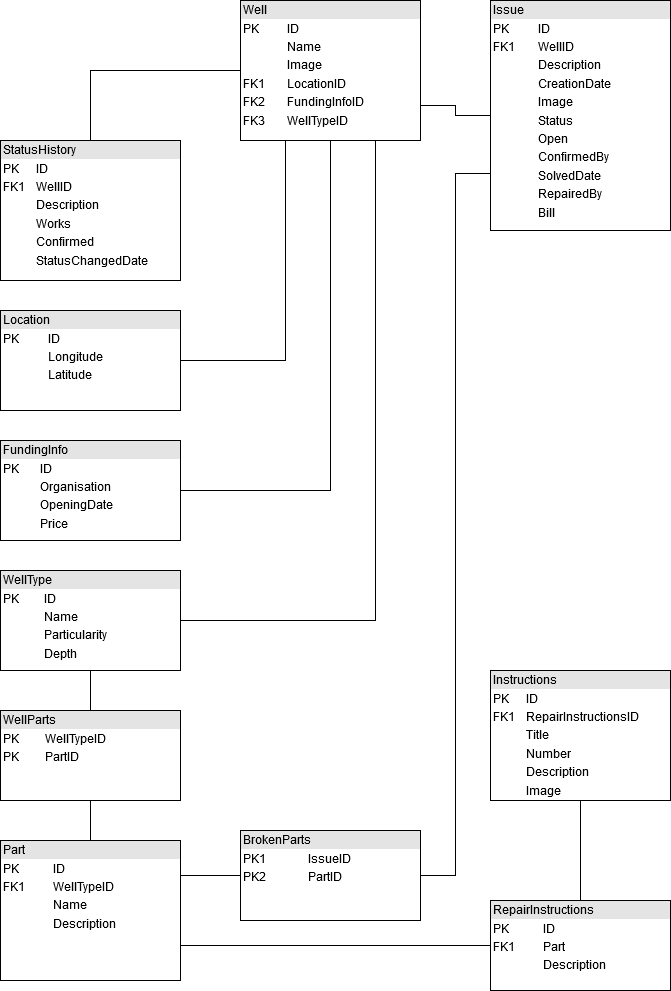 Well
PK ID
Name
Image
FK1 LocationID
FK2 FundingInfoID
FK3 WellTypeID
Issue
PK ID
FK1 WellID
Description
CreationDate
Image
Status
Open
ConfirmedBy
SolvedDate
RepairedBy
Bill
StatusHistory
PK ID
FK1 WellID
Description
Works
Confirmed
StatusChangedDate
Location
PK ID
Longitude
Latitude
FundingInfo
PK ID
Organisation
OpeningDate
Price
WellType
PK ID
Name
Particularity
Depth
Instructions
PK ID
FK1 RepairInstructionsID
Title
Number
Description
Image
WellParts
PK WellTypeID
PK PartID
Part
PK ID
FK1 WellTypeID
Name
Description
BrokenParts
PK1 IssueID
PK2 PartID
RepairInstructions
PK ID
FK1 Part
Description